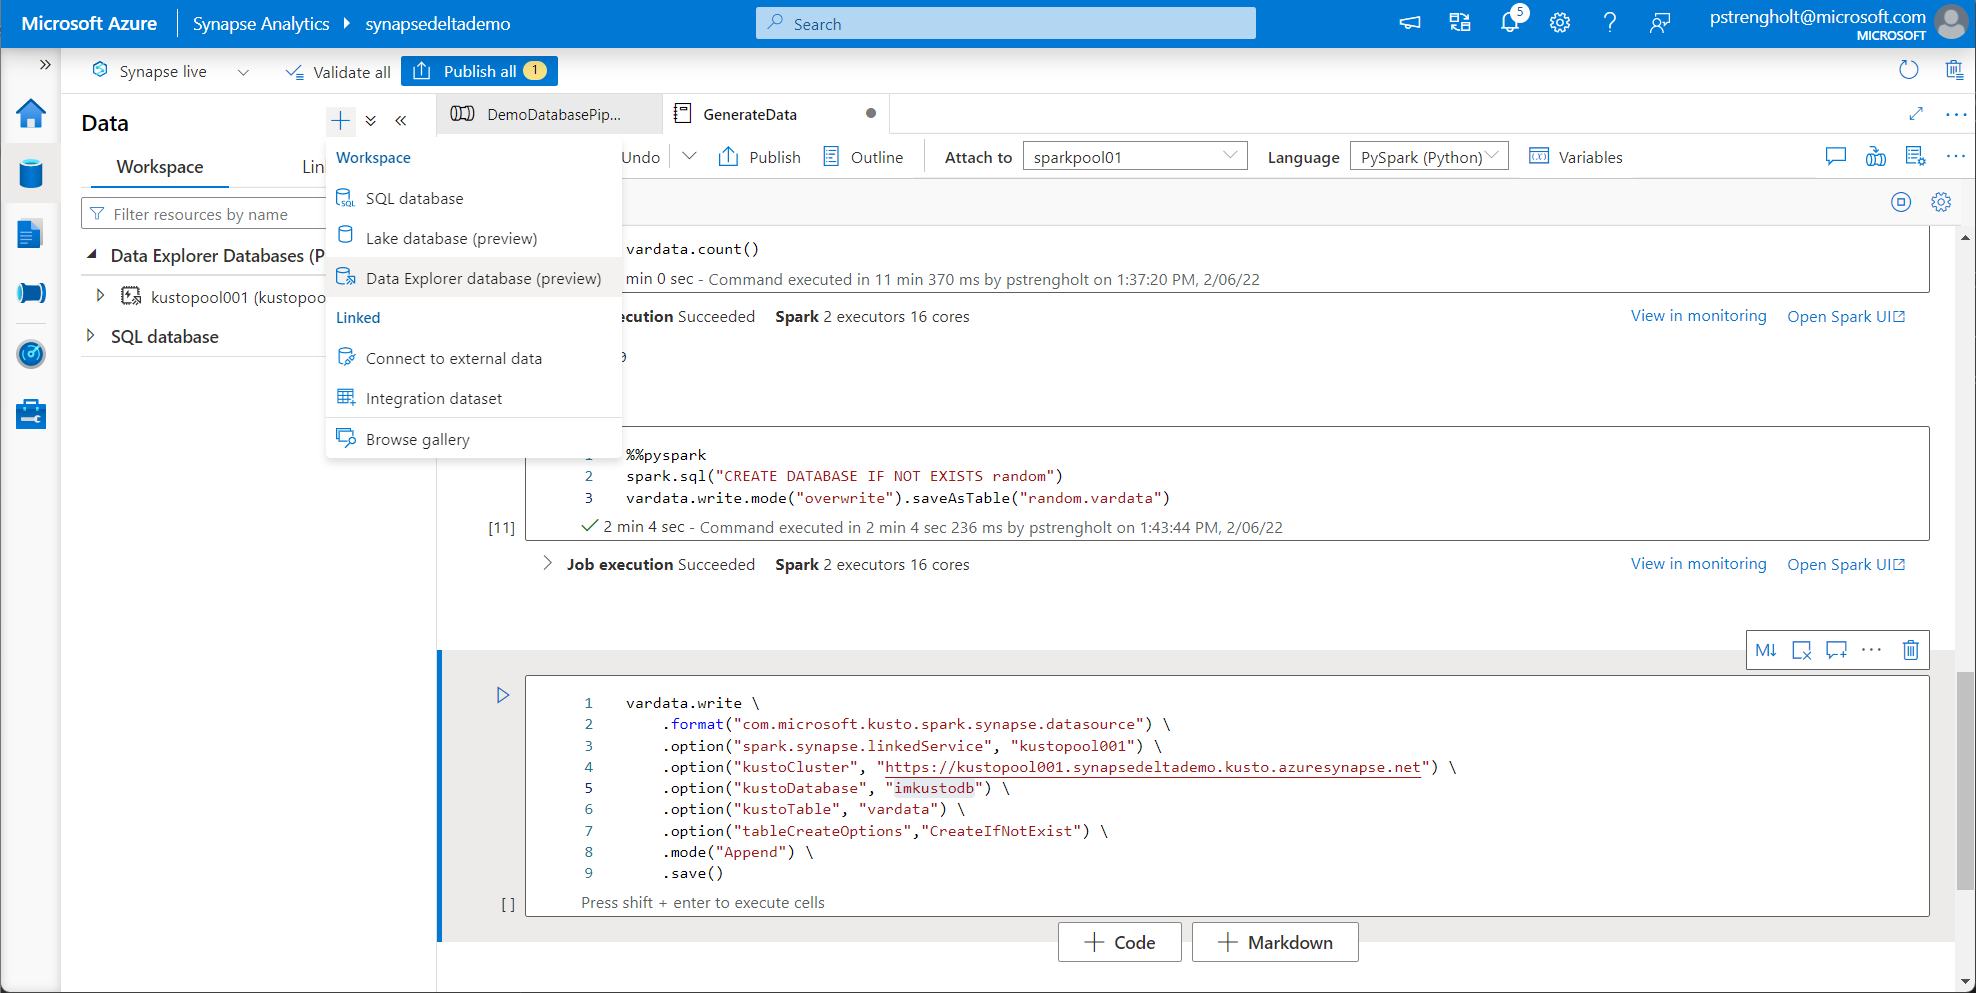 Microsoft Azure
Synapse Analytics
synapsedeltademo
Search
5
pstrengholt@microsoft.com
MICROSOFT
Synapse live
Validate all
Publish all 1
Data
Workspace
Lin
Filter resources by name
Data Explorer Databases (P
kustopool001 (kustopoo
SQL database
Workspace
SQL database
Lake database (preview)
Data Explorer database (preview)
Linked
Connect to external data
Integration dataset
Browse gallery
DemoDatabasePip...
GenerateData
Undo
Publish
Outline
Attach to sparkpool01
Language PySpark (Python)
Variables
vardata.count()
min 0 sec - Command executed in 11 min 370 ms by pstrengholt on 1:37:20 PM, 2/06/22
ecution Succeeded Spark 2 executors 16 cores
View in monitoring Open Spark UI
%%pyspark
2 spark.sql("CREATE DATABASE IF NOT EXISTS random")
3 vardata.write.mode("overwrite").saveAsTable("random.vardata")
[11] 2 min 4 sec - Command executed in 2 min 4 sec 236 ms by pstrengholt on 1:43:44 PM, 2/06/22
Job execution Succeeded Spark 2 executors 16 cores
View in monitoring Open Spark UI
M↓
1 vardata.write \
2 .format("com.microsoft.kusto.spark.synapse.datasource") \
3 .option("spark.synapse.linkedService", "kustopool001") \
4 .option("kustoCluster", "https://kustopool001.synapsedeltademo.kusto.azuresynapse.net") \
5 .option("kustoDatabase", "imkustodb") \
6 .option("kustoTable", "vardata") \
7 .option("tableCreateOptions","CreateIfNotExist") \
8 .mode("Append") \
9 .save()
[ ] Press shift + enter to execute cells
+ Code
+ Markdown